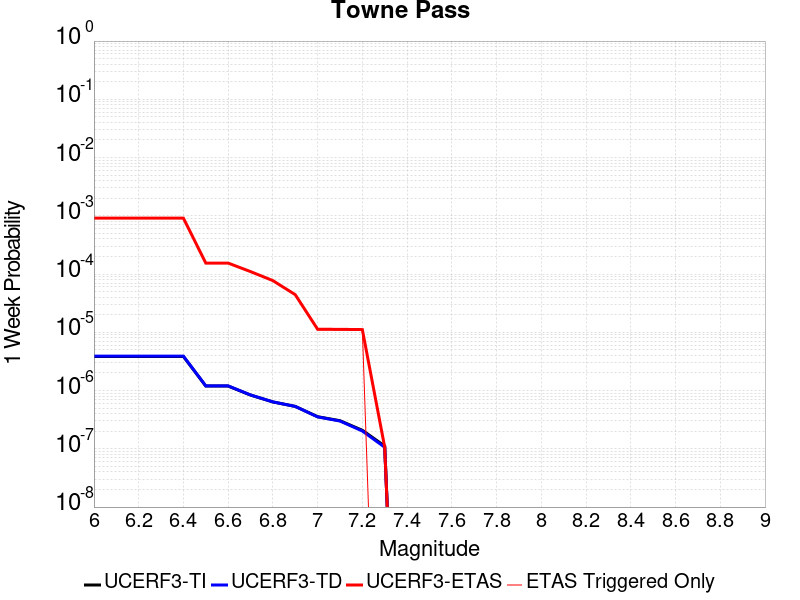 Towne Pass
1 Week Probability
10^0
10^-1
10^-2
10^-3
10^-4
10^-5
10^-6
10^-7
10^-8
6 6.2 6.4 6.6 6.8 7 7.2 7.4 7.6 7.8 8 8.2 8.4 8.6 8.8 9
Magnitude
UCERF3-TI UCERF3-TD UCERF3-ETAS ETAS Triggered Only